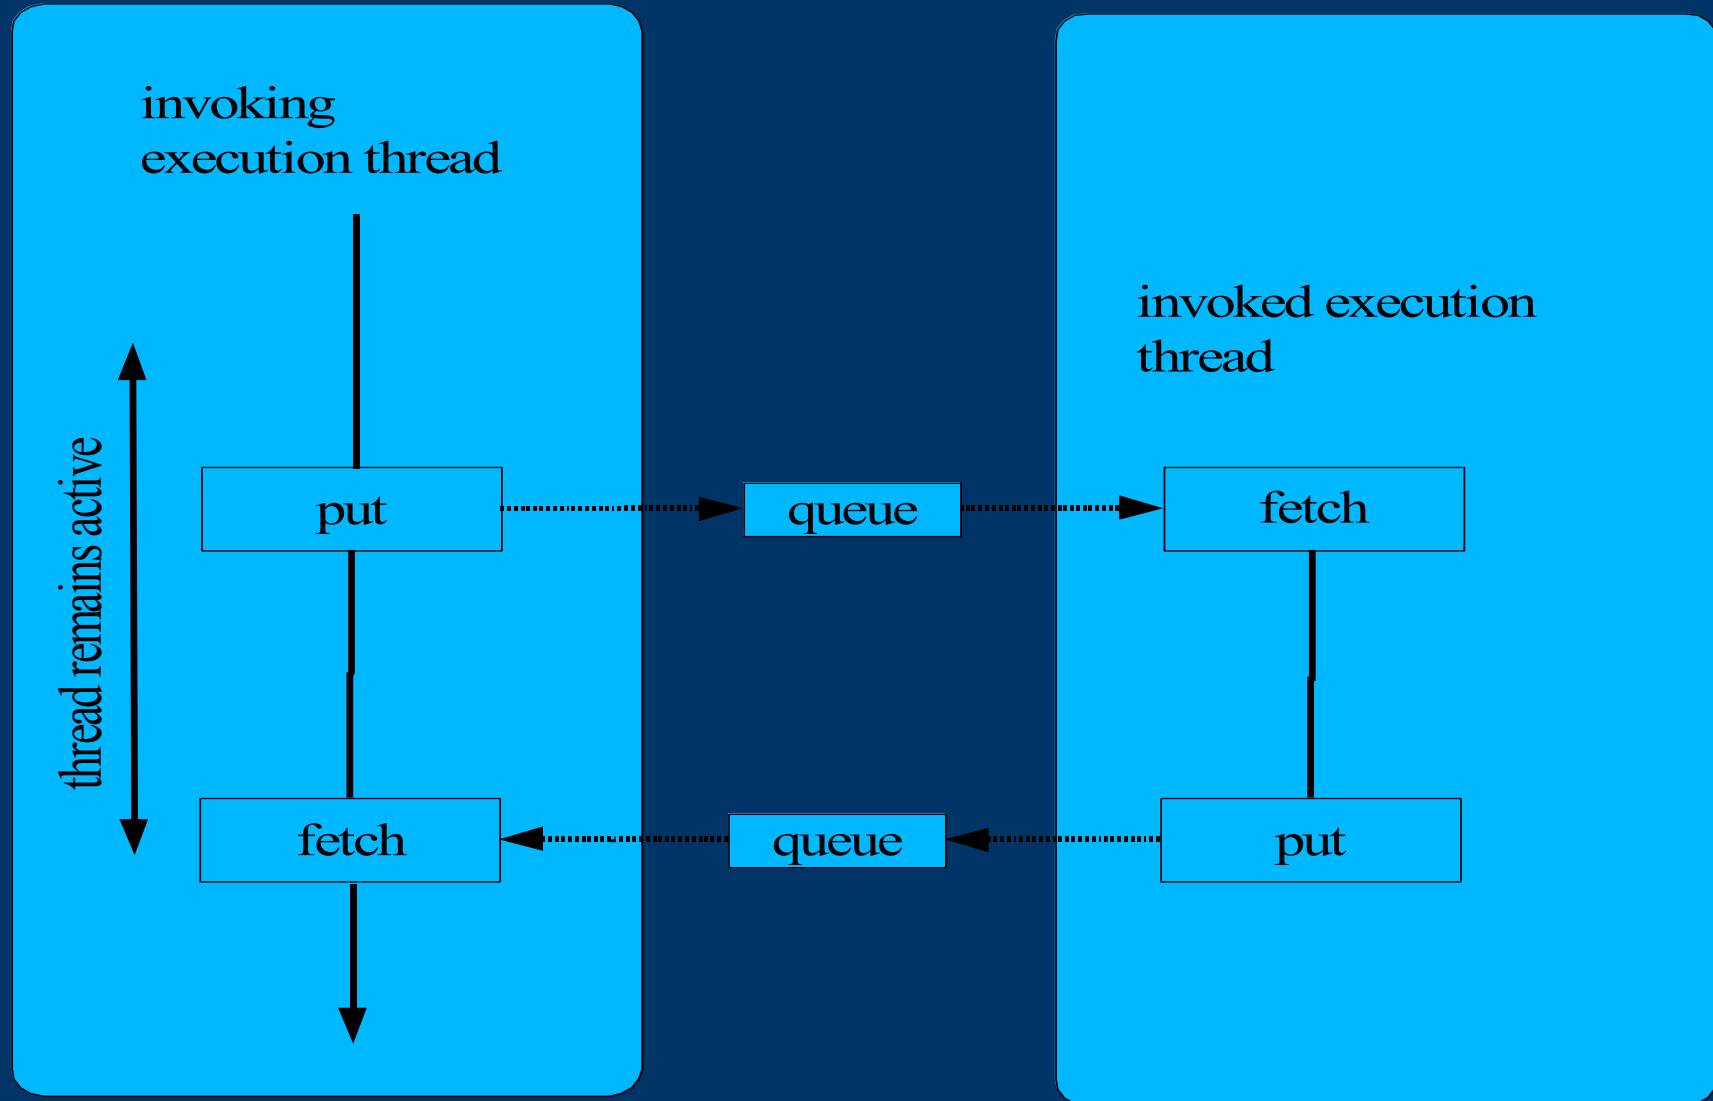 invoking
execution thread
invoked execution
thread
thread remains active
put
queue
fetch
fetch
queue
put